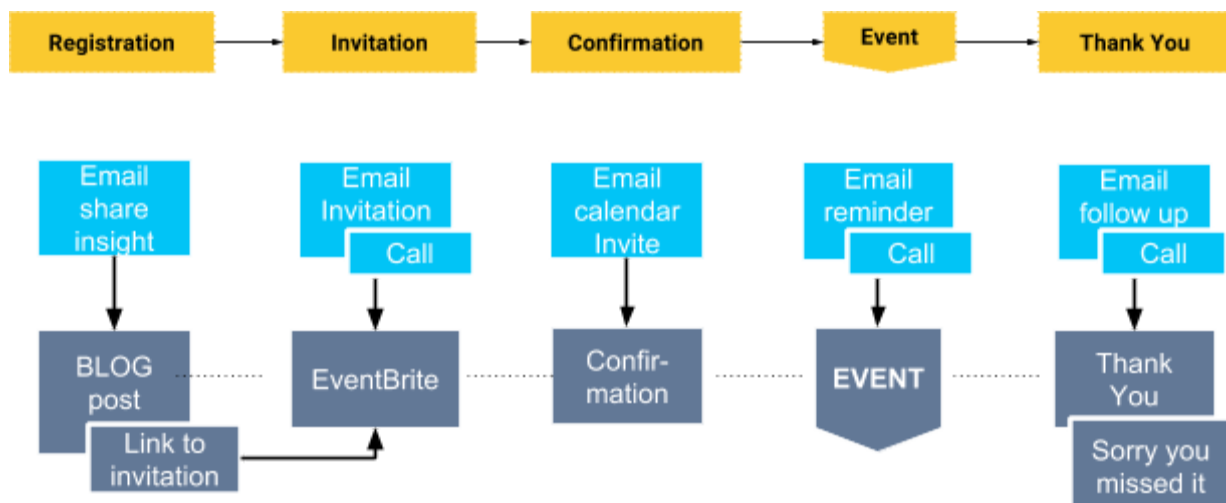 Registration
Invitation
Confirmation
Event
Thank You
Email
share
insight
Email
Invitation
Call
Email
calendar
Invite
Email
reminder
Call
Email
follow up
Call
BLOG
post
Link to
invitation
EventBrite
Confir-
mation
EVENT
Thank
You
Sorry you
missed it